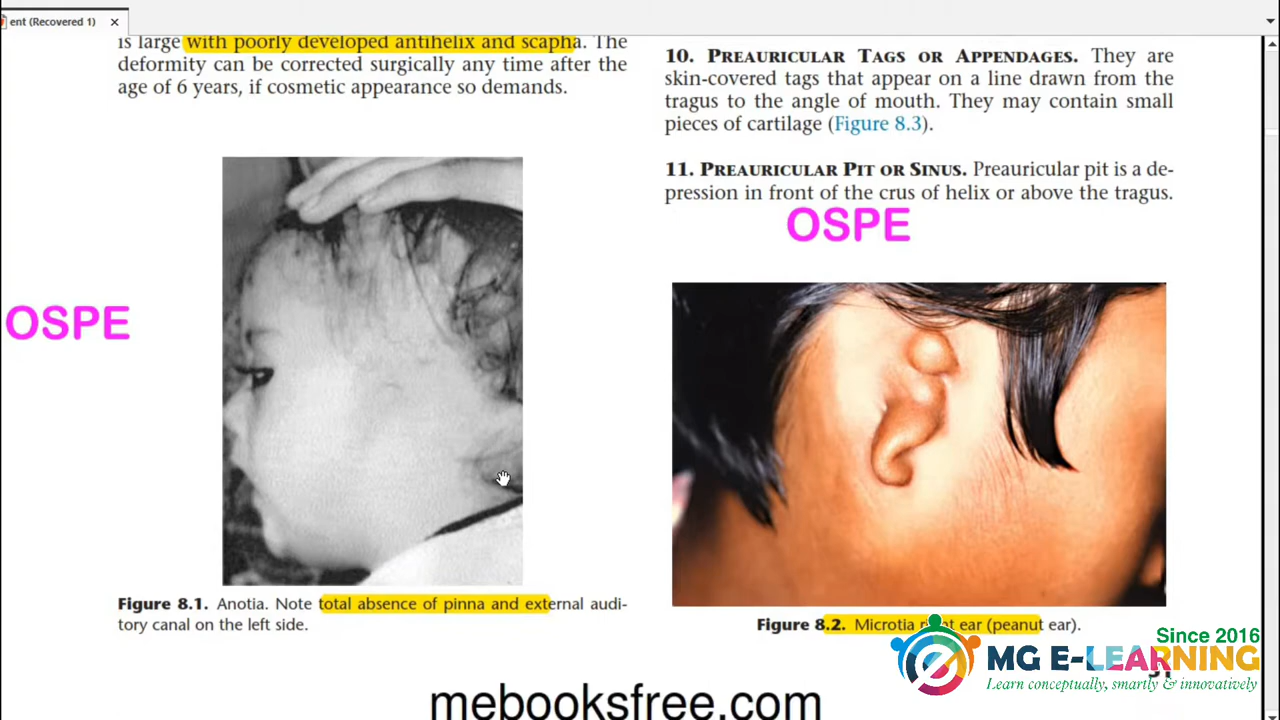 ent (Recovered 1)
is large with poorly developed antihelix and scapha. The
deformity can be corrected surgically any time after the
age of 6 years, if cosmetic appearance so demands.
OSPE
Figure 8.1. Anotia. Note total absence of pinna and external audi-
tory canal on the left side.
10. PREAURICULAR TAGS OR APPENDAGES. They are
skin-covered tags that appear on a line drawn from the
tragus to the angle of mouth. They may contain small
pieces of cartilage (Figure 8.3).
11. PREAURICULAR PIT OR SINUS. Preauricular pit is a de-
pression in front of the crus of helix or above the tragus.
OSPE
Figure 8.2. Microtia right ear (peanut ear).
Since 2016
MG E-LEARNING
Learn conceptually, smartly & innovatively
mebooksfree.com